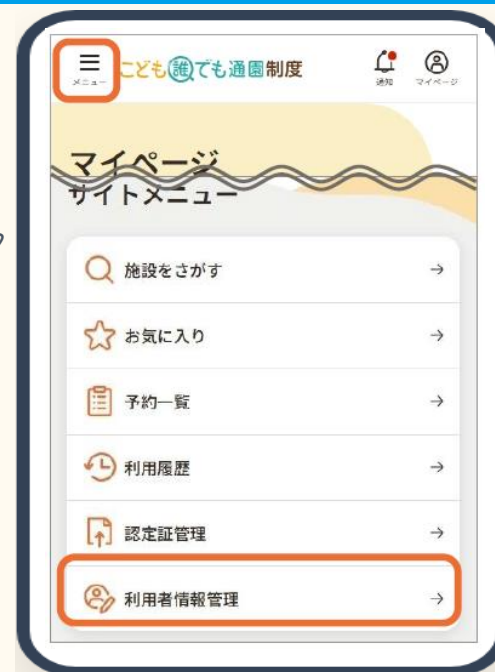 メニュー
こども誰でも通園制度
通知
マイページ
マイページ
サイトメニュー
施設をさがす
お気に入り
予約一覧
利用履歴
認定証管理
利用者情報管理